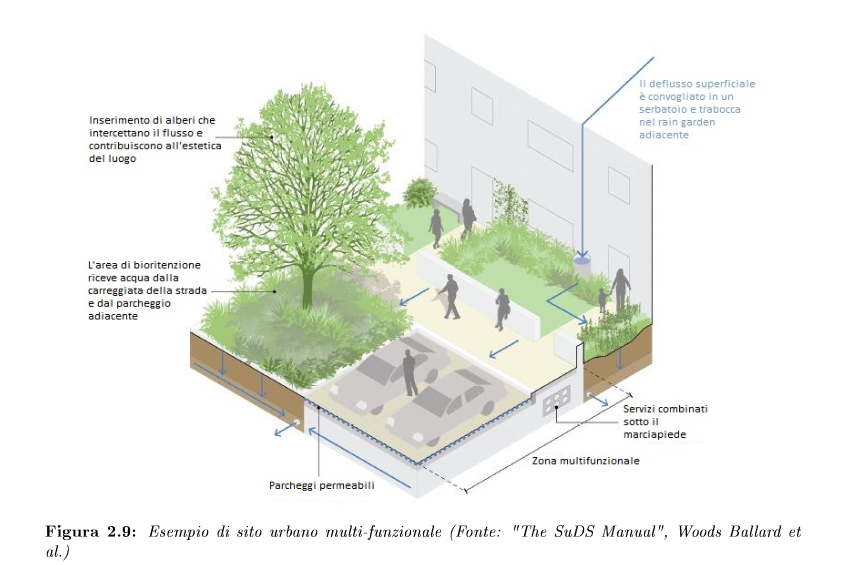 Il deflusso superficiale
è convogliato in un
serbatoio e trabocca
nel rain garden
adiacente
Inserimento di alberi che
intercettano il flusso e
contribuiscono all'estetica
del luogo
L'area di bioritenzione
riceve acqua dalla
carreggiata della strada
e dal parcheggio
adiacente
Servizi combinati
sotto il
marciapiede
Zona multifunzionale
Parcheggi permeabili
Figura 2.9: Esempio di sito urbano multi-funzionale (Fonte: "The SuDS Manual", Woods Ballard et
al.)